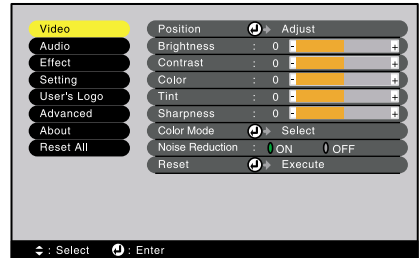 Video
Audio
Effect
Setting
User's Logo
Advanced
About
Reset All
Position Adjust
Brightness : 0 - +
Contrast : 0 - +
Color : 0 - +
Tint : 0 - +
Sharpness : 0 - +
Color Mode Select
Noise Reduction : ON OFF
Reset Execute
: Select : Enter